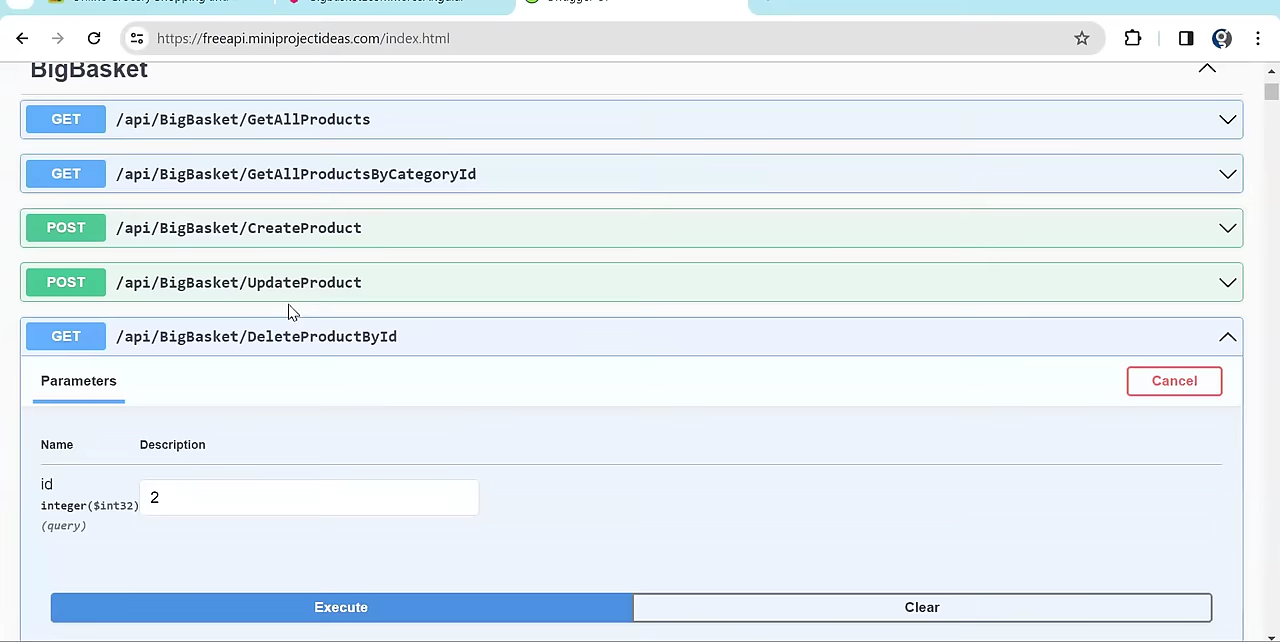 https://freeapi.miniprojectideas.com/index.html
BigBasket
GET /api/BigBasket/GetAllProducts
GET /api/BigBasket/GetAllProductsByCategoryId
POST /api/BigBasket/CreateProduct
POST /api/BigBasket/UpdateProduct
GET /api/BigBasket/DeleteProductById
Parameters Cancel
Name Description
id
integer($int32)
2
(query)
Execute Clear